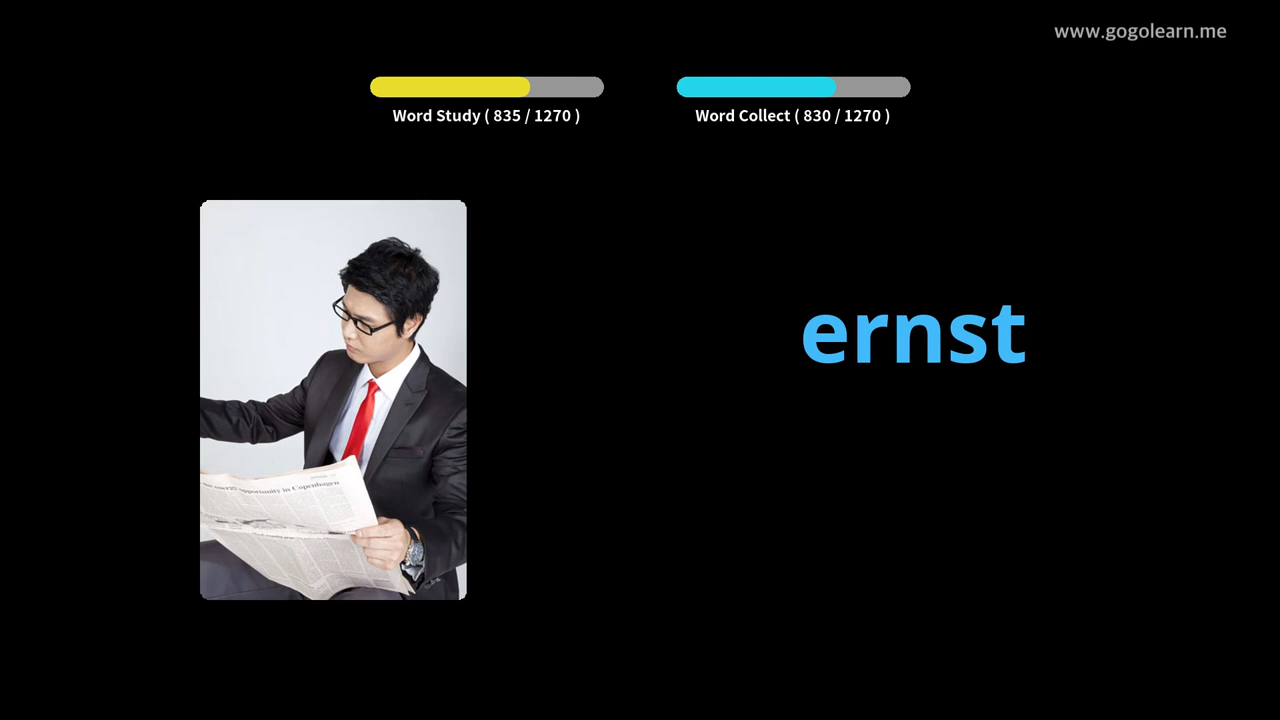 www.gogolearn.me
Word Study ( 835 / 1270 )
Word Collect ( 830 / 1270 )
ernst
opportunity in Copenhagen